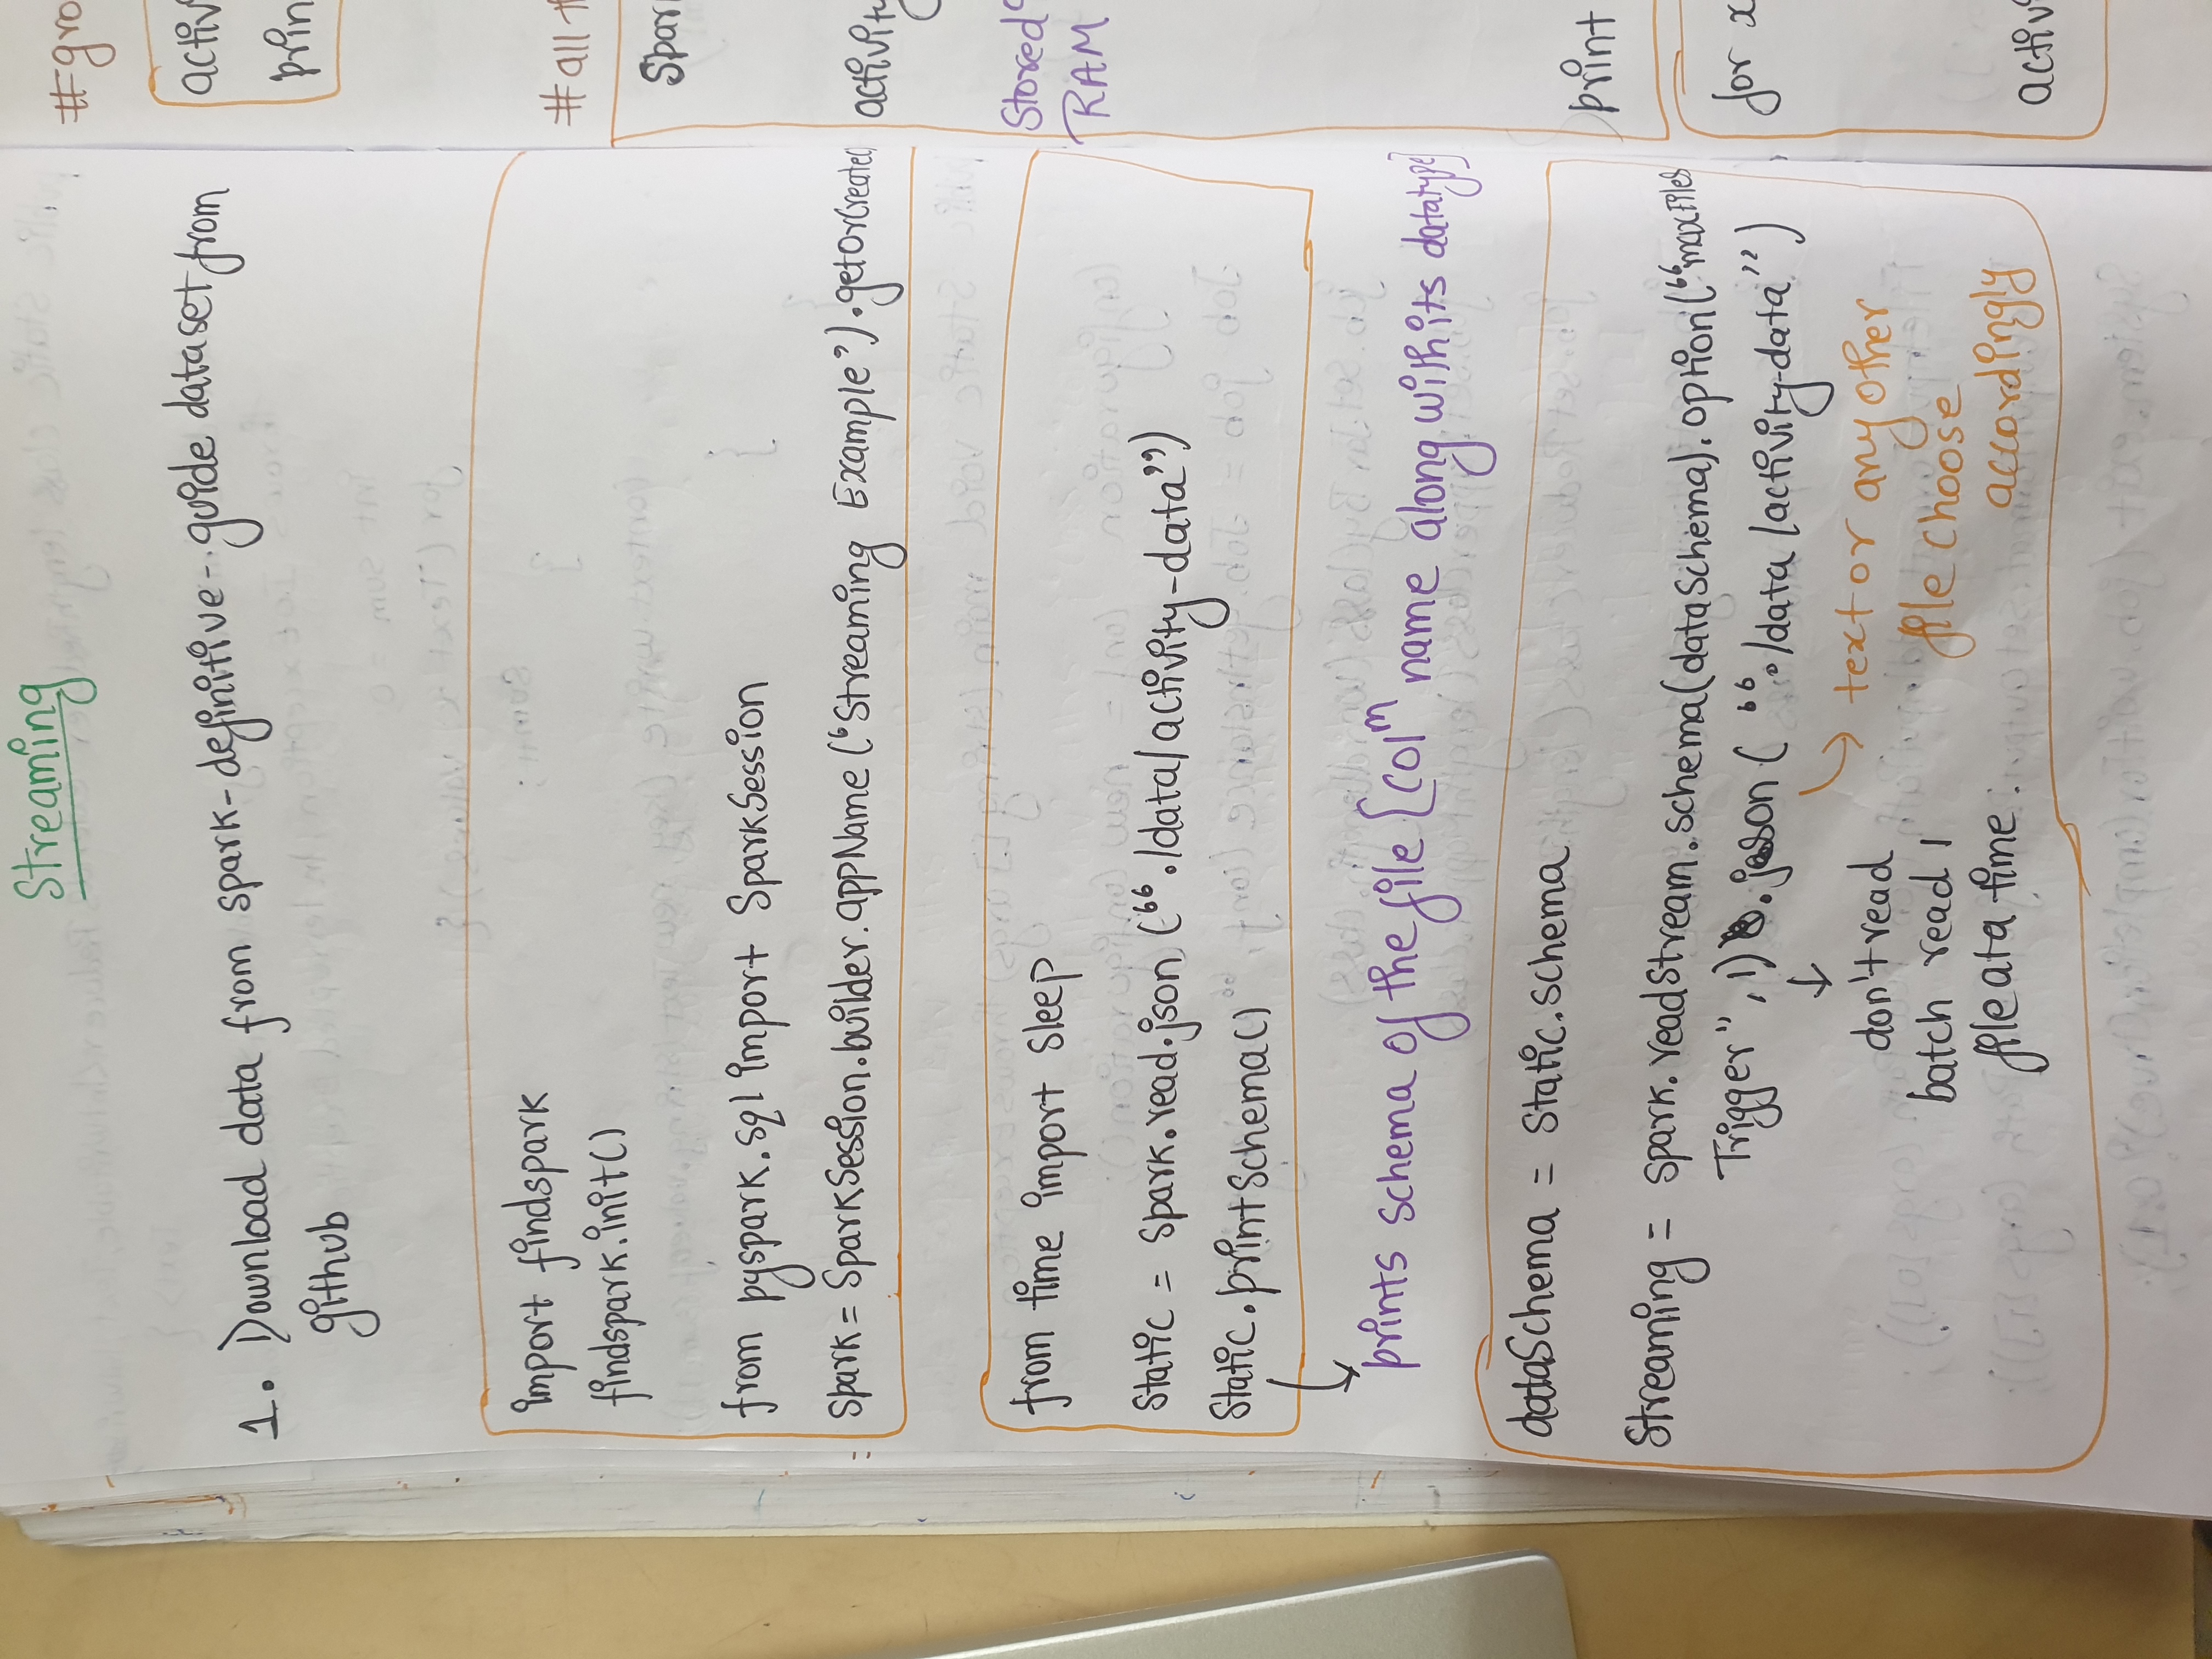 Streaming
1. Download data from spark-definitive-guide dataset from
github
import findspark
findspark.init()
from pyspark.sql import SparkSession
Spark = SparkSession.builder.appName ('Streaming Example').getOrCreate(
from time import sleep
Static = spark.read.json ("./data/activity-data")
Static.printSchema()
prints schema of the file [colm name along with its datatype]
dataSchema = Static.schema
Streaming = spark.readStream.schema(dataSchema).option("maxFiles
Trigger", 1).json ( "./data/activity-data")
don't read
batch read 1
file at a time.
text or any other
file choose
accordingly
#gro
activ
prin
#all t
Spar
activity
Stored
RAM
print
for x
activ